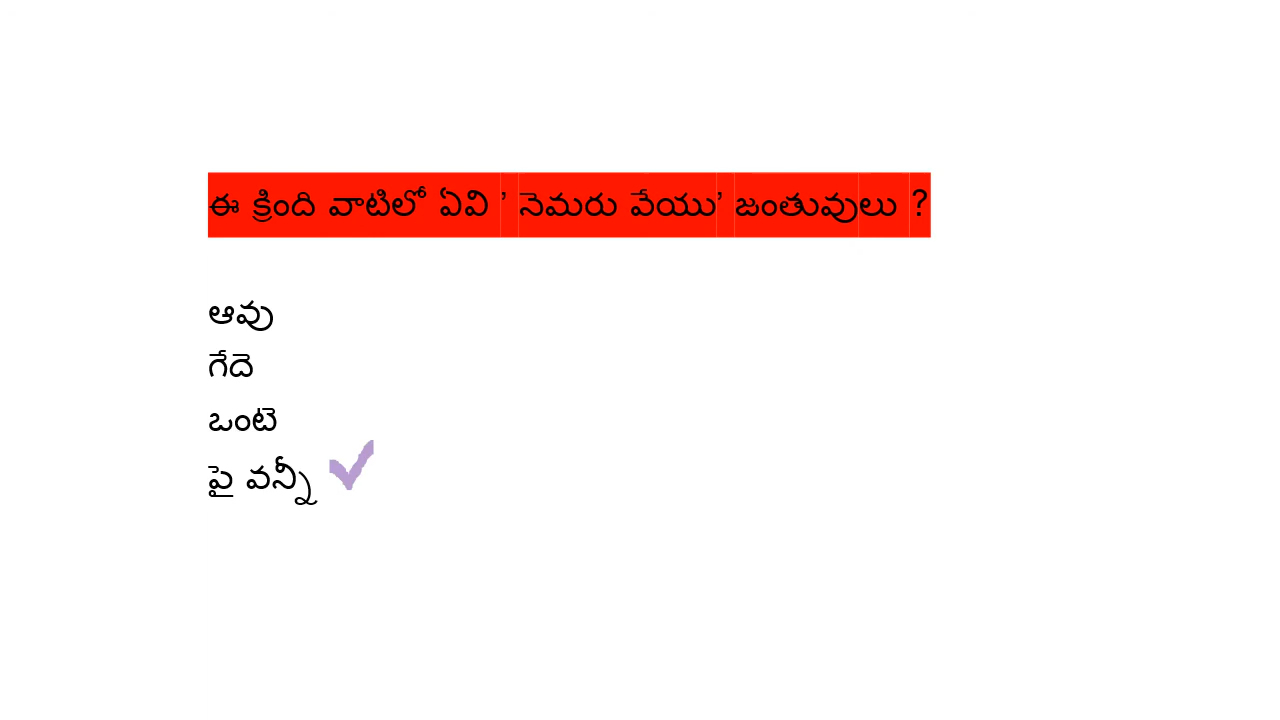 ఈ క్రింది వాటిలో ఏవి ’ నెమరు వేయు’ జంతువులు ?
ఆవు
గేదె
ఒంటె
పై వన్నీ